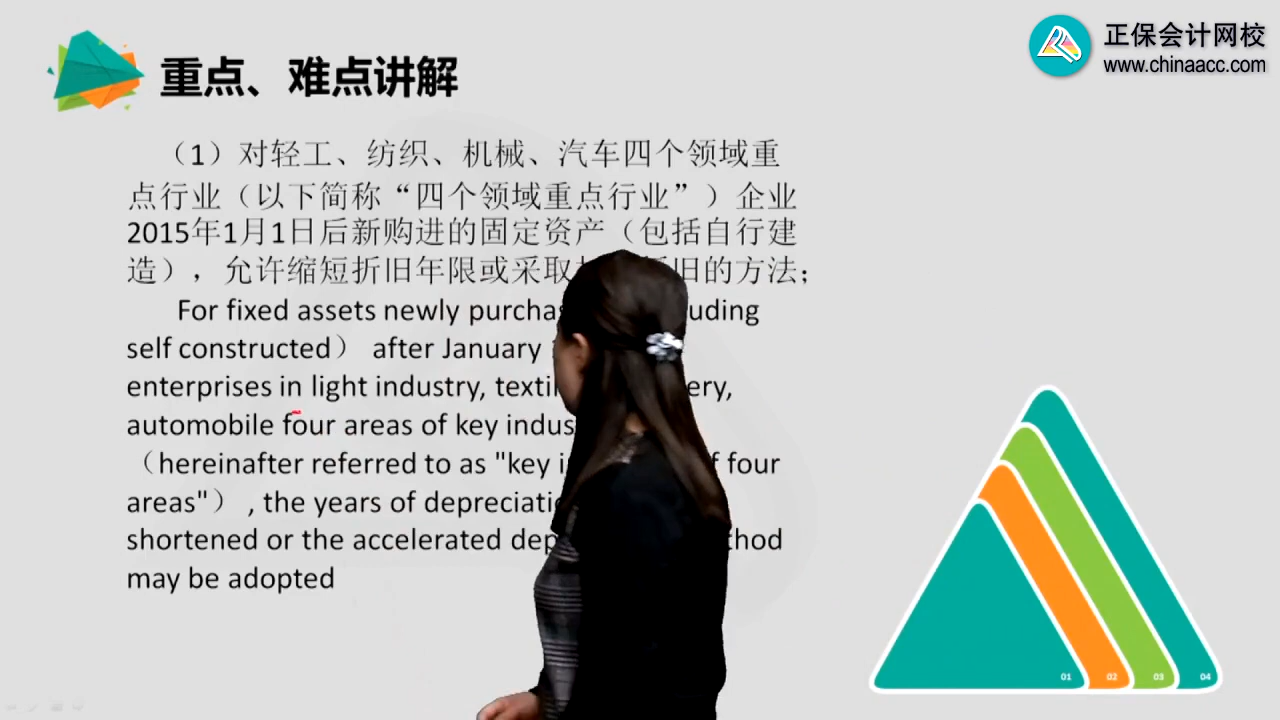 正保会计网校
www.chinaacc.com
重点、难点讲解
（1）对轻工、纺织、机械、汽车四个领域重
点行业（以下简称“四个领域重点行业”）企业
2015年1月1日后新购进的固定资产（包括自行建
造），允许缩短折旧年限或采取 旧的方法；
For fixed assets newly
self constructed） after January
enterprises in light industry,
automobile four areas of key
（hereinafter referred to as "key four
areas"） , the years of
shortened or the accelerated
may be adopted
01 02 03 04